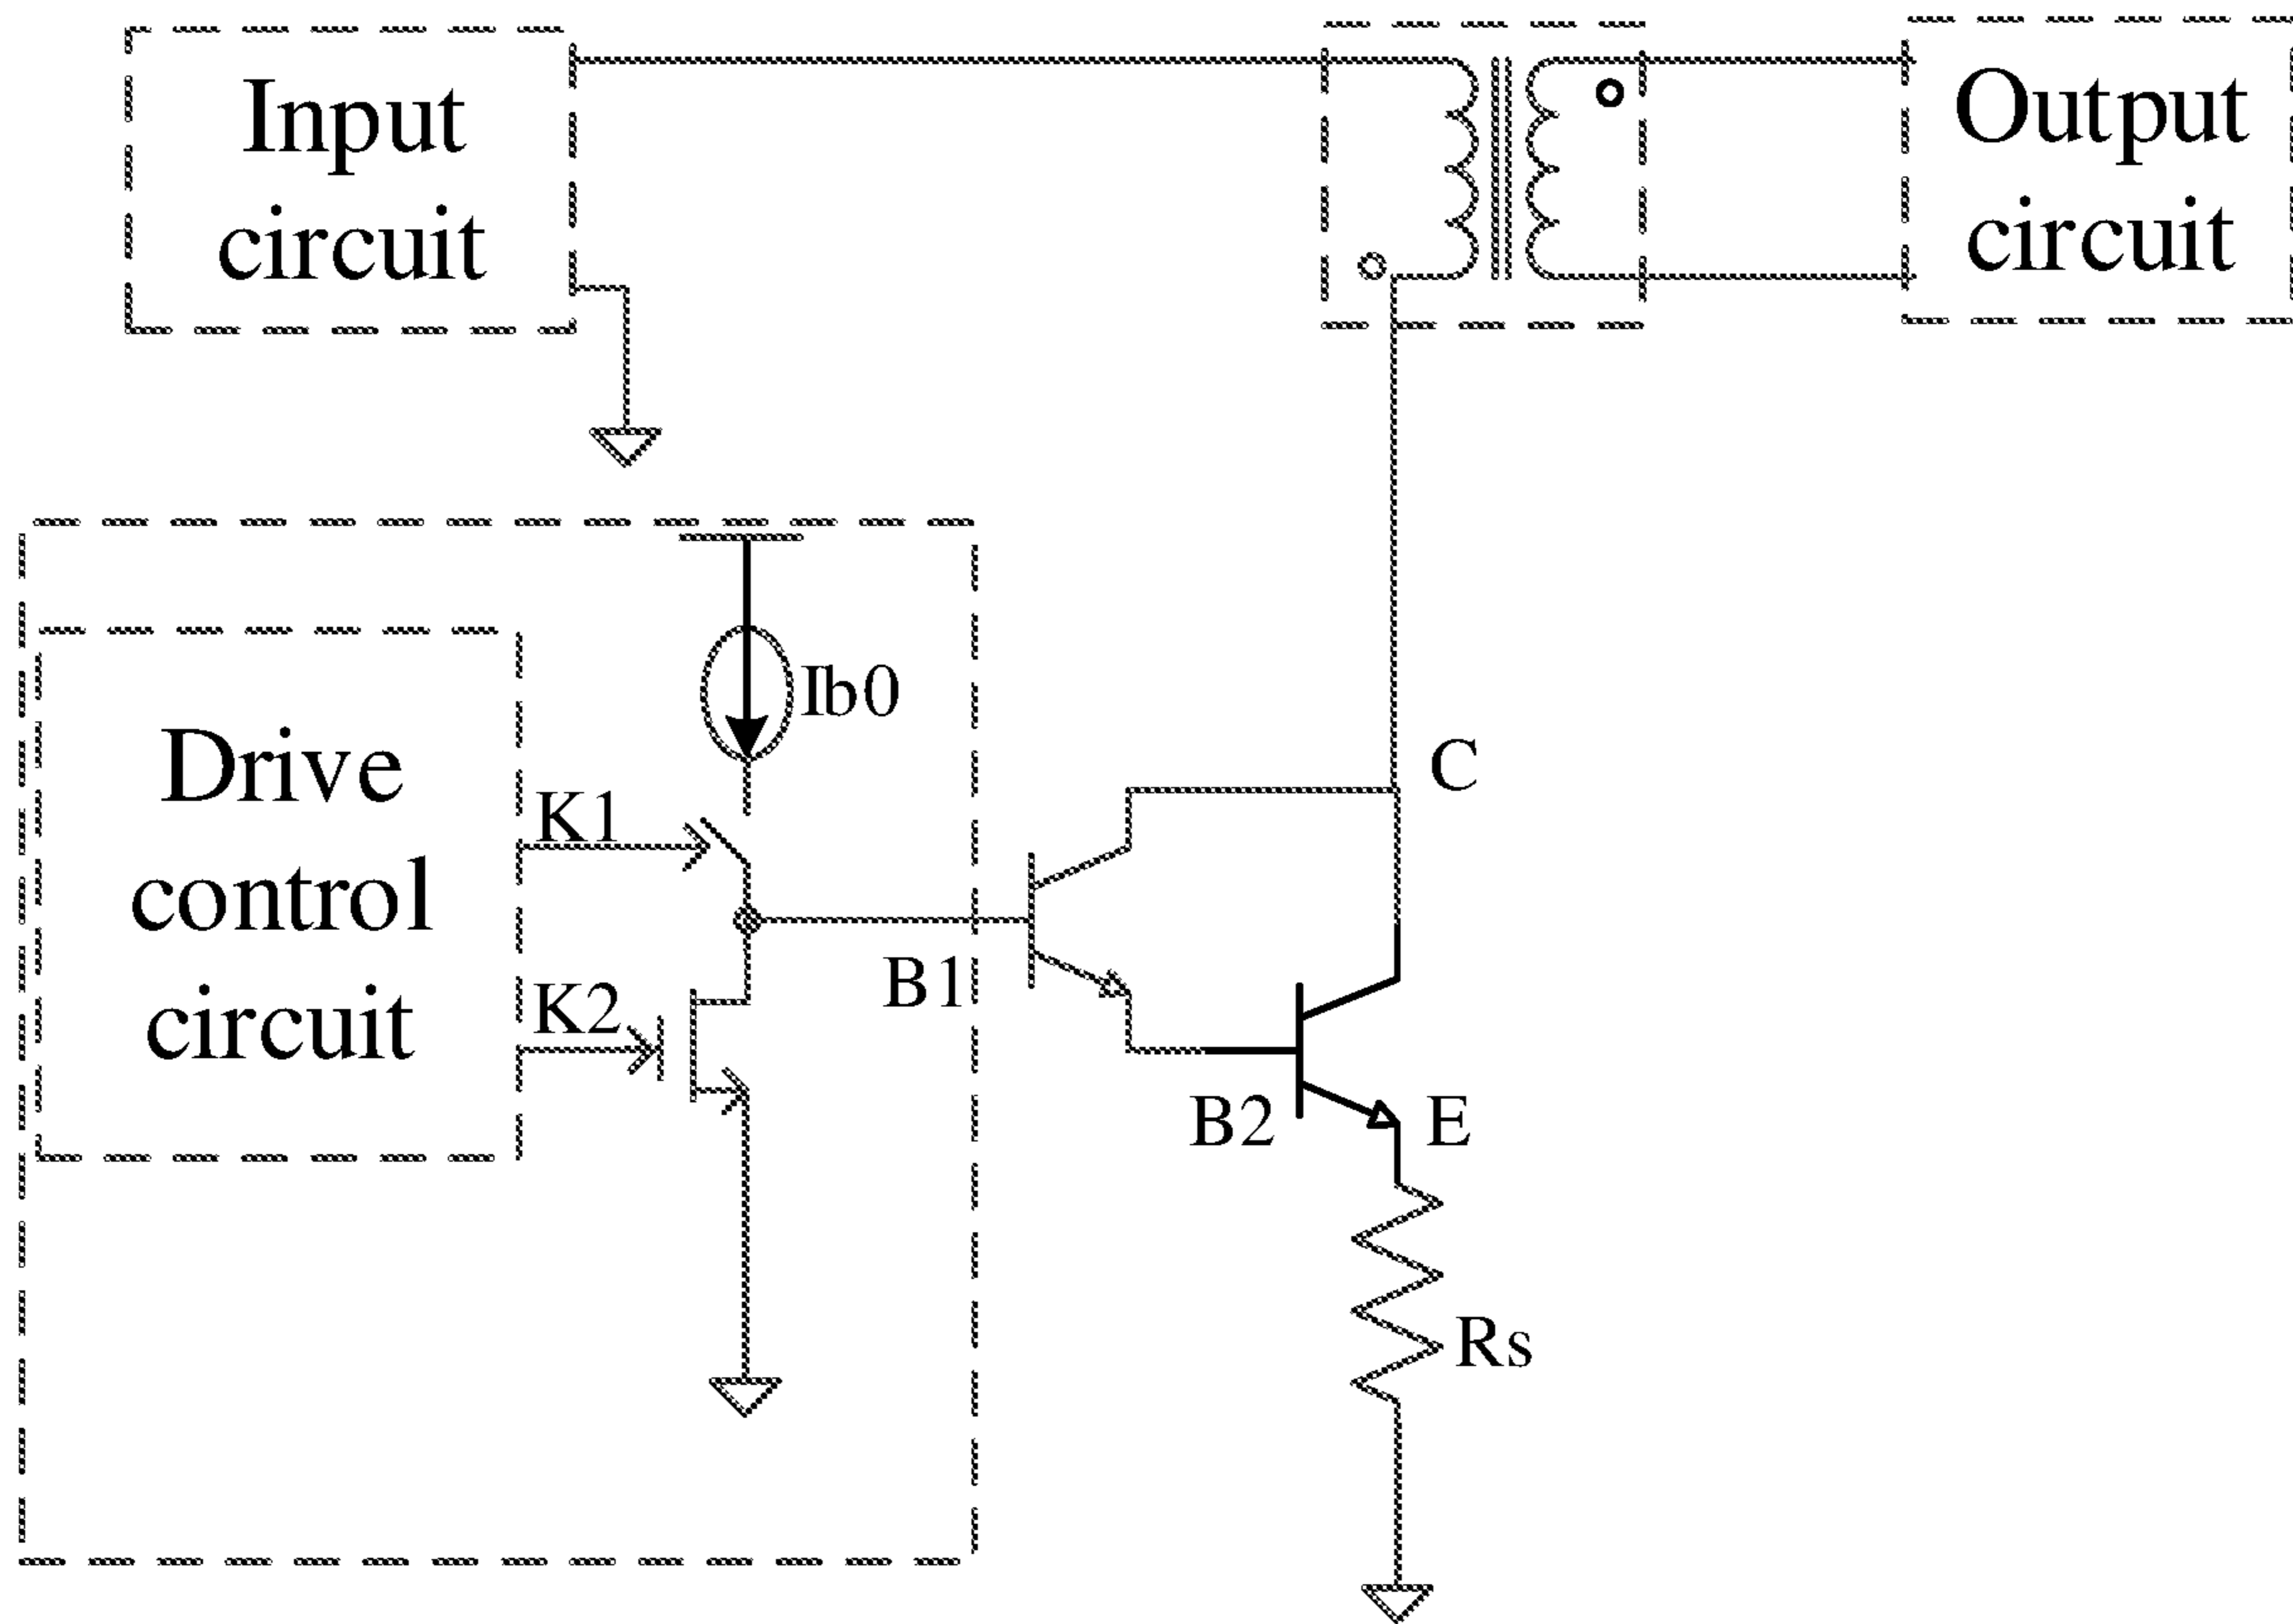 Input
circuit
Output
circuit
Ib0
Drive
control
circuit
K1
K2
B1
C
B2
E
Rs